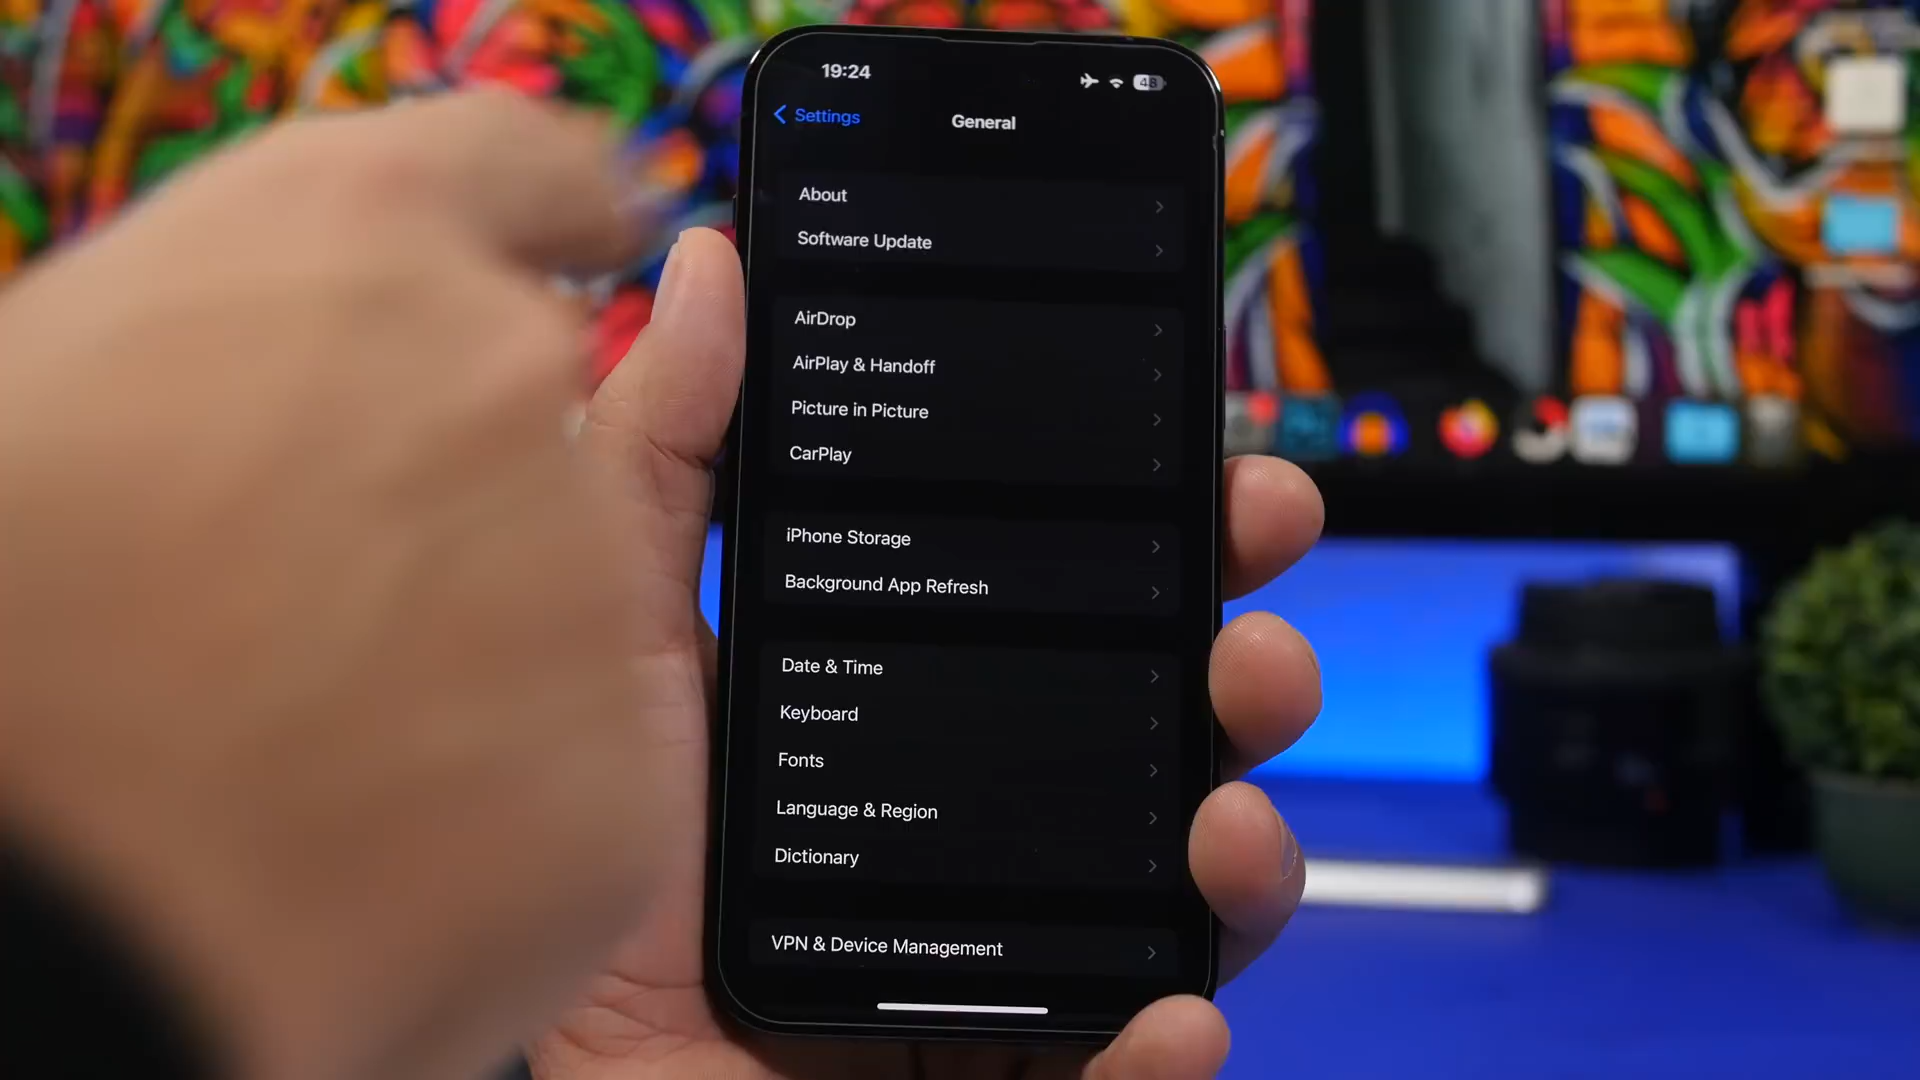 19:24
48
Settings
General
About
Software Update
AirDrop
AirPlay & Handoff
Picture in Picture
CarPlay
iPhone Storage
Background App Refresh
Date & Time
Keyboard
Fonts
Language & Region
Dictionary
VPN & Device Management